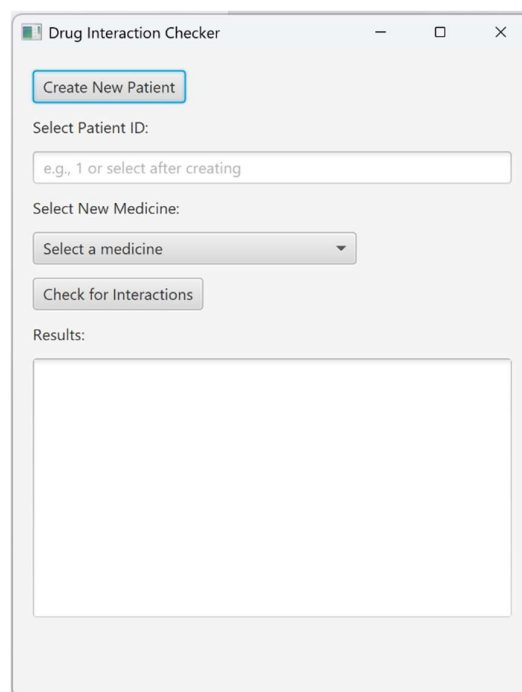 Drug Interaction Checker
Create New Patient
Select Patient ID:
e.g., 1 or select after creating
Select New Medicine:
Select a medicine
Check for Interactions
Results: